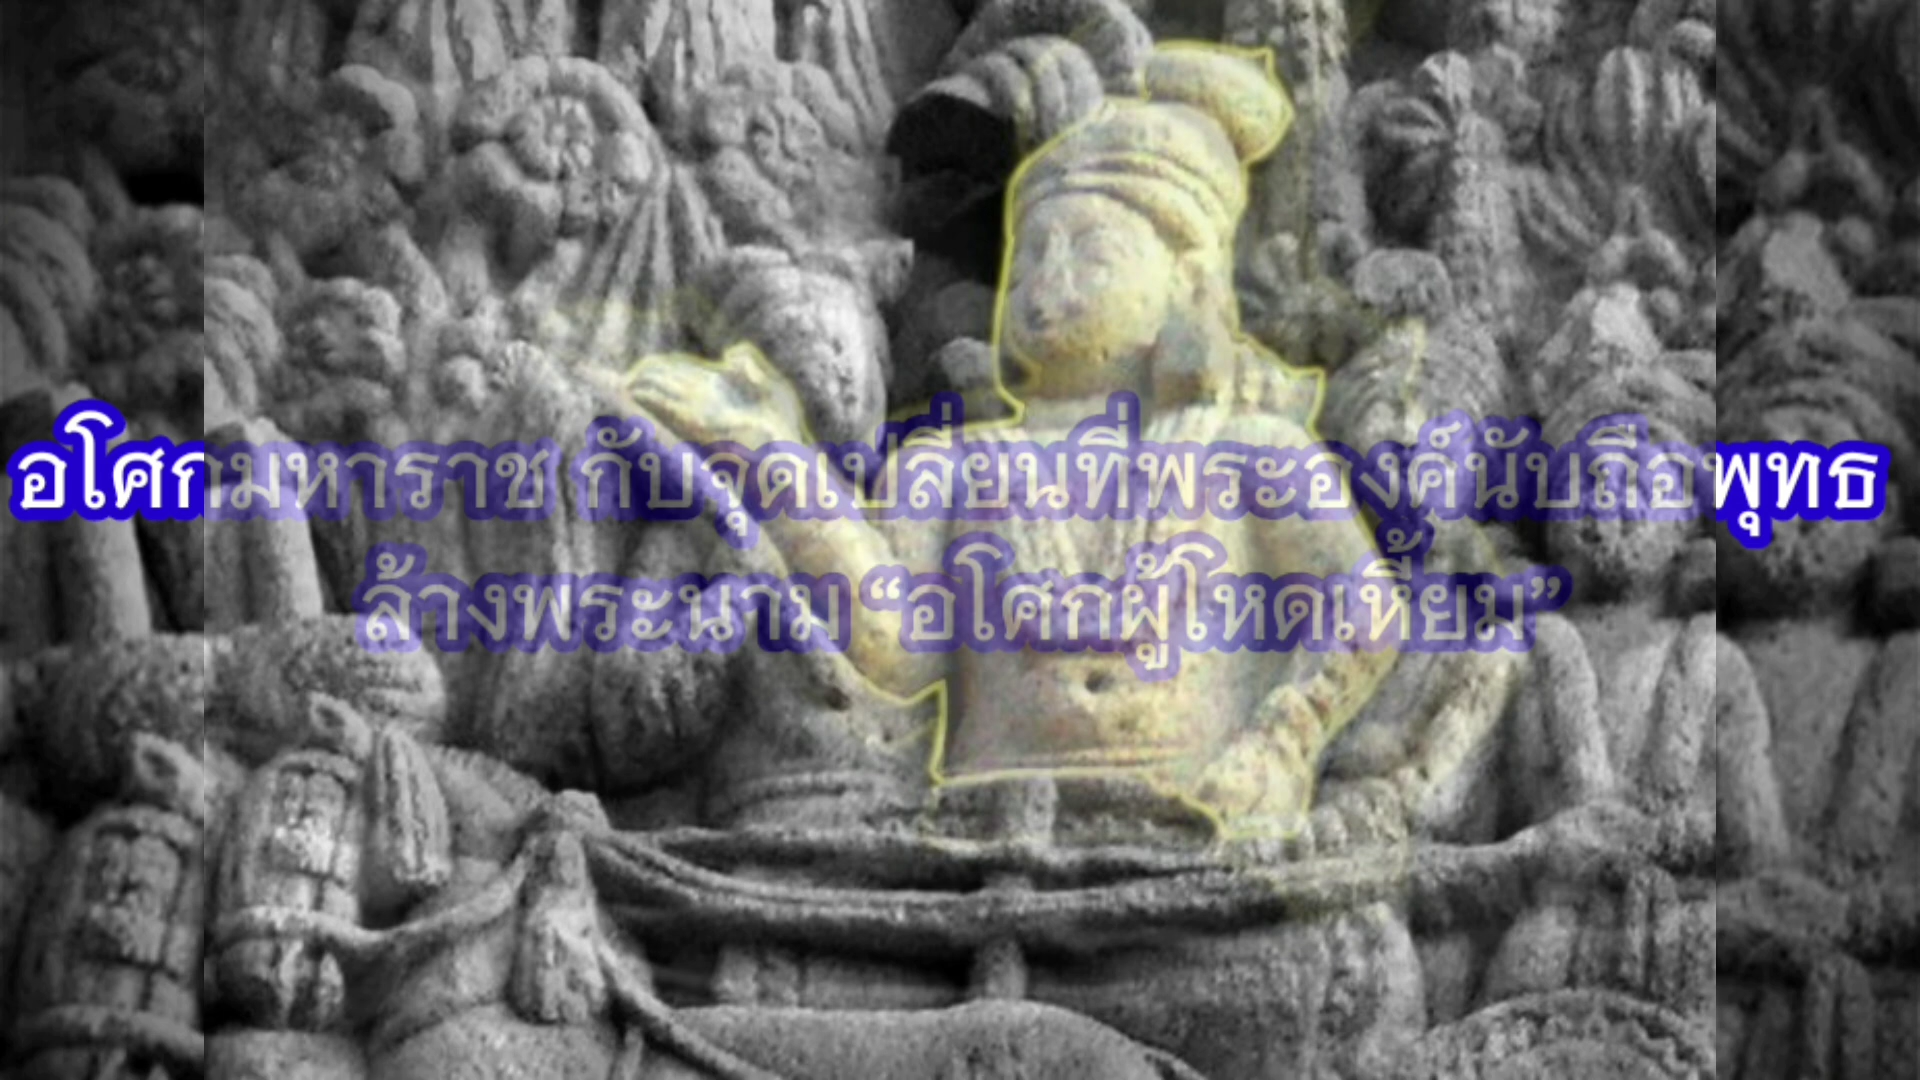 อโศกมหาราช กับจุดเปลี่ยนที่พระองค์นับถือพุทธ
ล้างพระนาม “อโศกผู้โหดเหี้ยม”